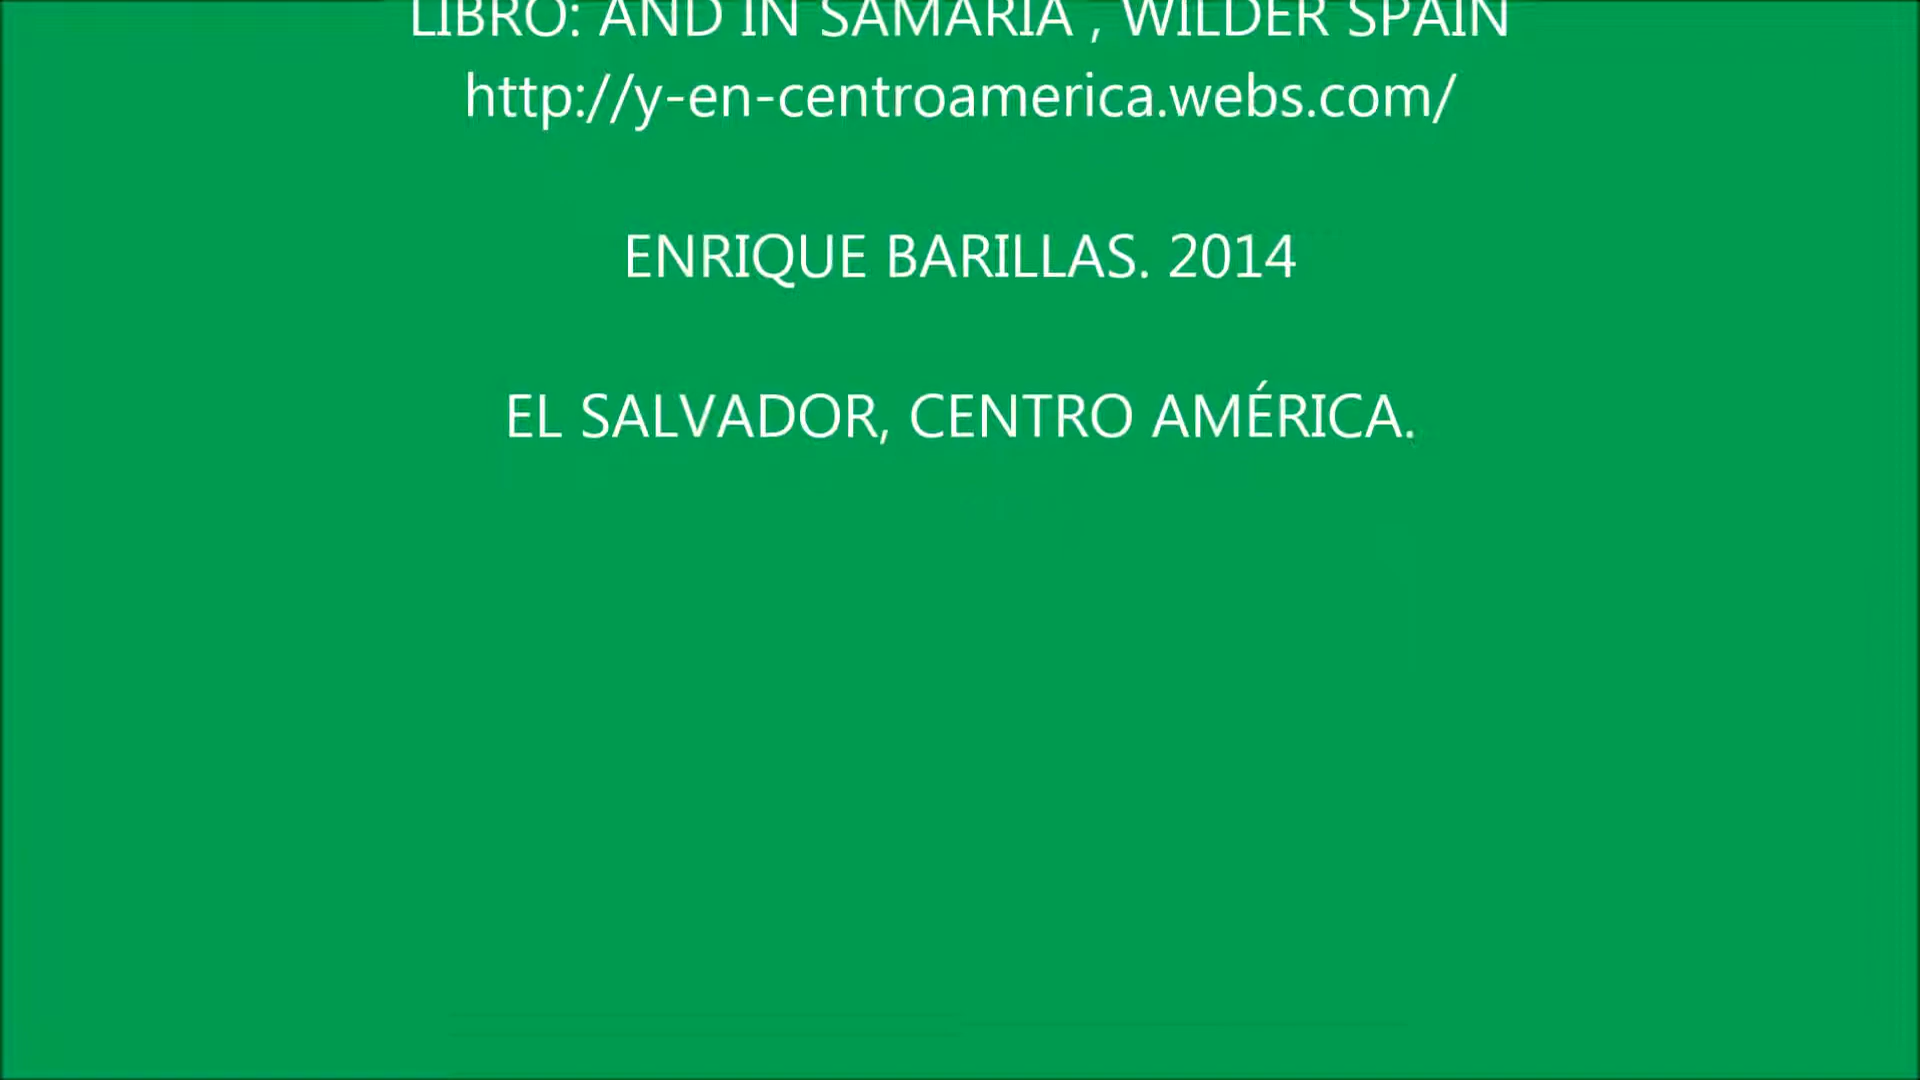 LIBRO: AND IN SAMARIA , WILDER SPAIN
http://y-en-centroamerica.webs.com/
ENRIQUE BARILLAS. 2014
EL SALVADOR, CENTRO AMÉRICA.